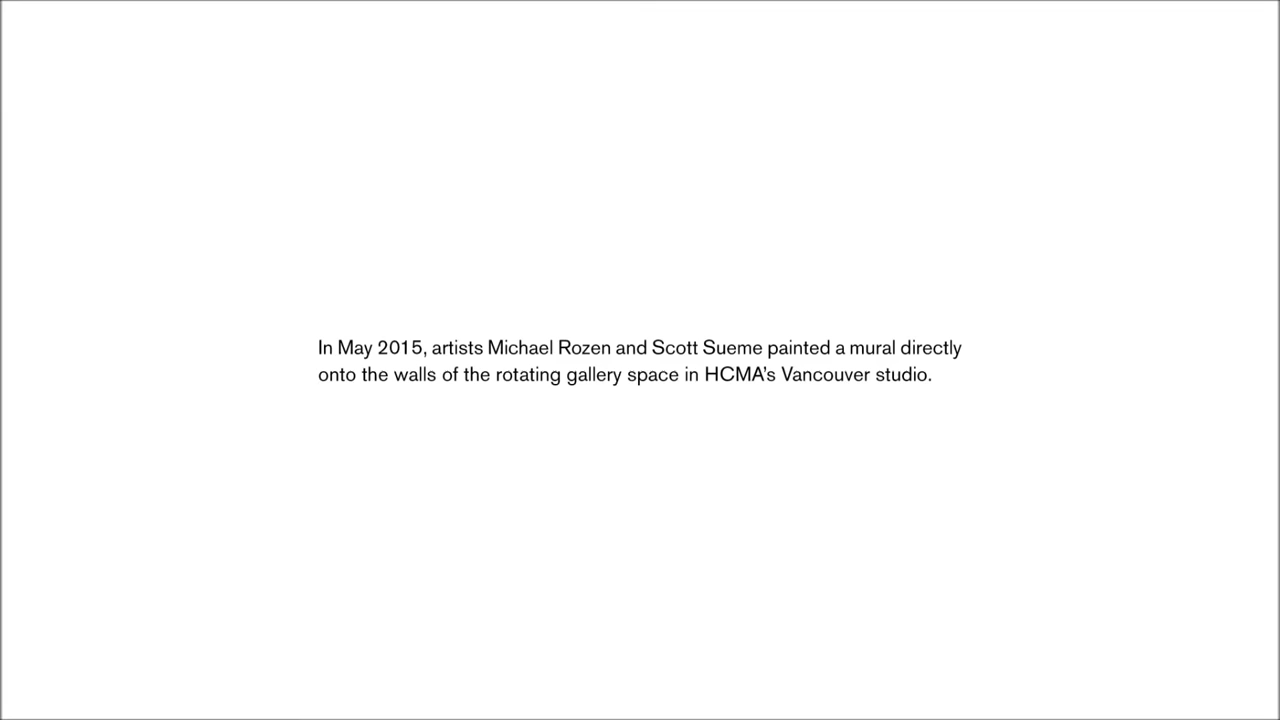 In May 2015, artists Michael Rozen and Scott Sueme painted a mural directly
onto the walls of the rotating gallery space in HCMA’s Vancouver studio.